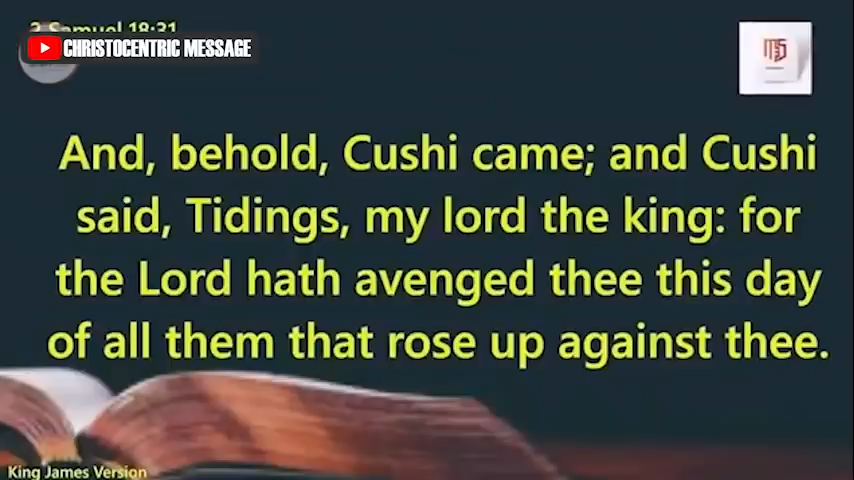 2 Samuel 18:31
CHRISTOCENTRIC MESSAGE
And, behold, Cushi came; and Cushi
said, Tidings, my lord the king: for
the Lord hath avenged thee this day
of all them that rose up against thee.
King James Version